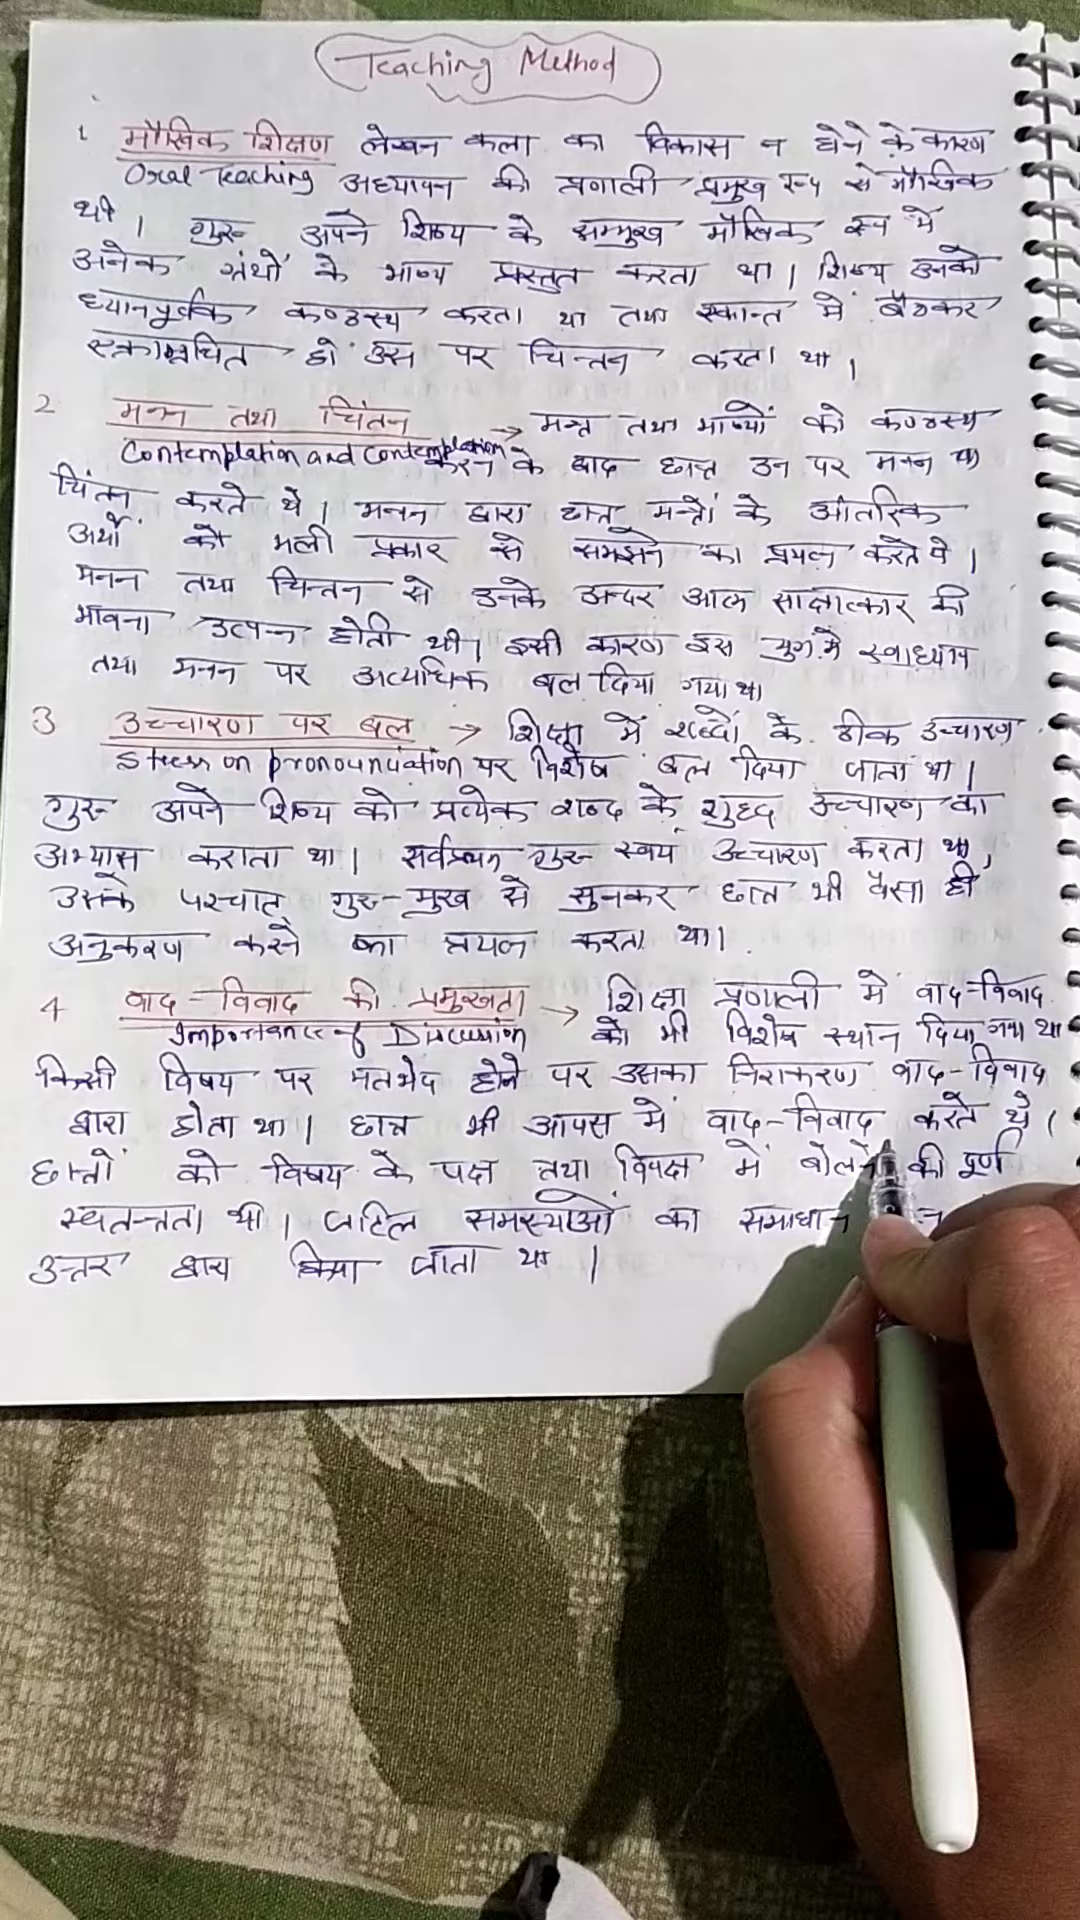 Teaching Method
1 मौखिक शिक्षण लेखन कला का विकास न होने के कारण
Oral Teaching अध्यापन की प्रणाली प्रमुख रूप से मौखिक
थी। गुरू अपने शिष्य के सम्मुख मौखिक रूप में
अनेक ग्रंथों के भाष्य प्रस्तुत करता था। शिष्य उनको
ध्यानपूर्वक कण्ठस्थ करता था तथा एकान्त में बैठकर
एकाग्रचित हो उस पर चिन्तन करता था।
2 मनन तथा चिंतन → मन्त्र तथा भाष्यों को कण्ठस्थ
Contemplation and Contemplation करने के बाद छात्र उन पर मनन व
चिंतन करते थे। मनन द्वारा छात्र मन्त्रों के आंतरिक
अर्थों को भली प्रकार से समझने का प्रयत्न करते थे।
मनन तथा चिन्तन से उनके अन्दर आत्म साक्षात्कार की
भावना उत्पन्न होती थी। इसी कारण इस युग में स्वाध्याय
तथा मनन पर अत्यधिक बल दिया गया था
3 उच्चारण पर बल → शिक्षा में शब्दों के ठीक उच्चारण
Stress on pronounciation पर विशेष बल दिया जाता था।
गुरू अपने शिष्य को प्रत्येक शब्द के शुद्ध उच्चारण का
अभ्यास कराता था। सर्वप्रथम गुरू स्वयं उच्चारण करता था,
उसके पश्चात् गुरू-मुख से सुनकर छात्र भी वैसा ही
अनुकरण करने का प्रयत्न करता था।
4 वाद-विवाद की प्रमुखता → शिक्षा प्रणाली में वाद-विवाद
Importance of Discussion को भी विशेष स्थान दिया गया था
किसी विषय पर मतभेद होने पर उसका निराकरण वाद-विवाद
द्वारा होता था। छात्र भी आपस में वाद-विवाद करते थे।
छात्रों को विषय के पक्ष तथा विपक्ष में बोलने की पूर्ण
स्वतन्त्रता थी। जटिल समस्याओं का समाधान
उत्तर द्वारा किया जाता था।